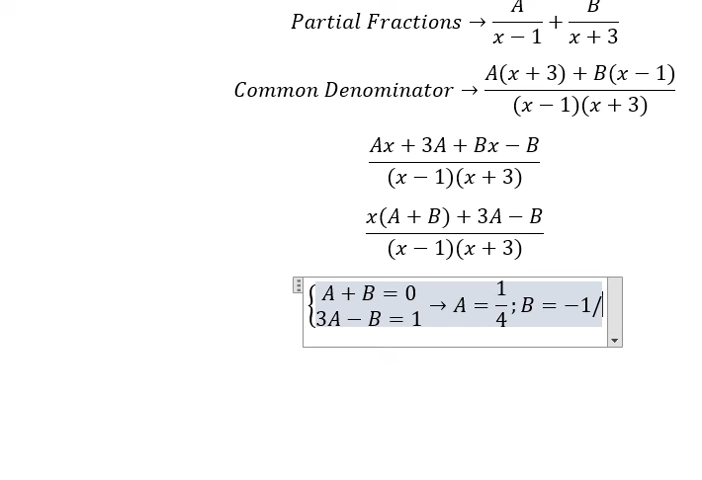 Partial Fractions → A/(x − 1) + B/(x + 3)
Common Denominator → (A(x + 3) + B(x − 1))/((x − 1)(x + 3))
(Ax + 3A + Bx − B)/((x − 1)(x + 3))
(x(A + B) + 3A − B)/((x − 1)(x + 3))
{A + B = 0
3A − B = 1 → A = 1/4; B = −1/